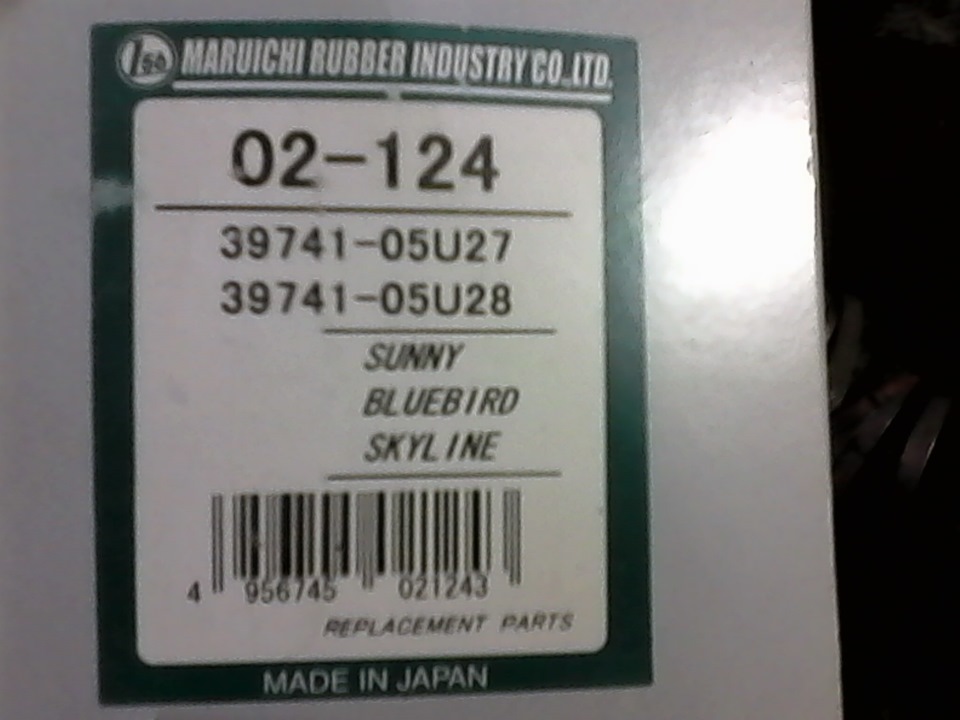 MARUICHI RUBBER INDUSTRY CO.,LTD.
02-124
39741-05U27
39741-05U28
SUNNY
BLUEBIRD
SKYLINE
4 956745 021243
REPLACEMENT PARTS
MADE IN JAPAN